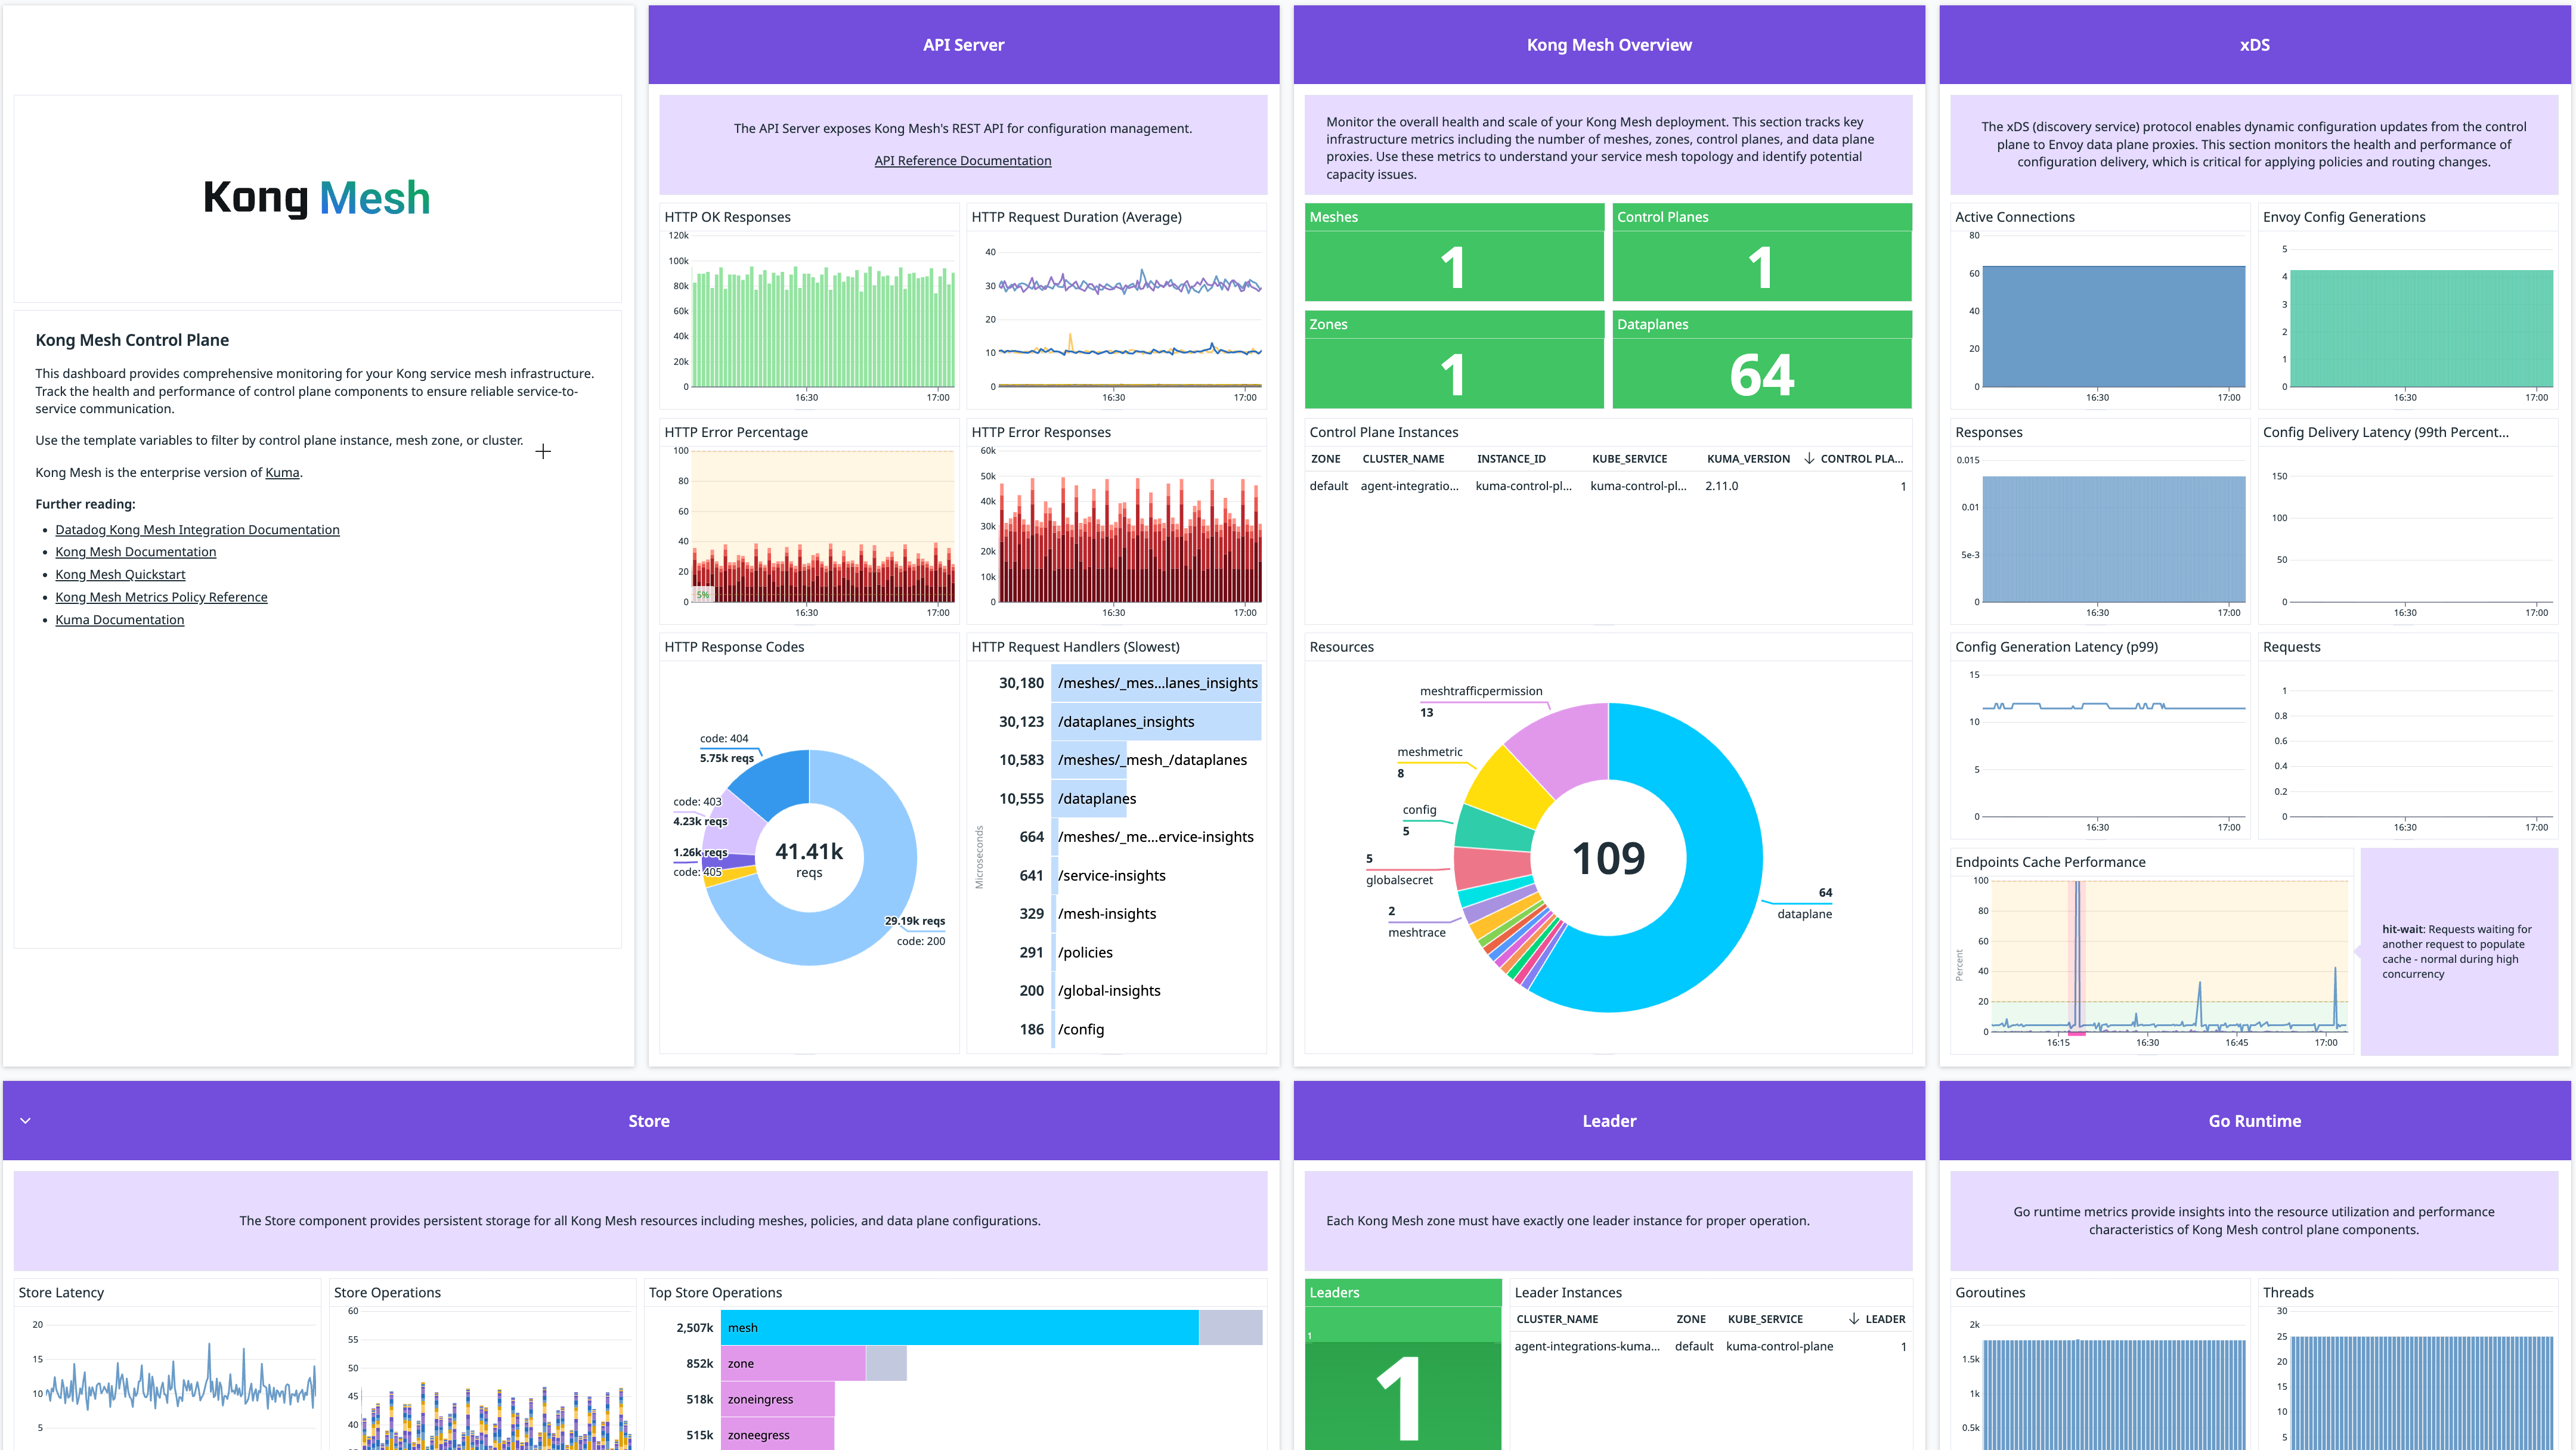 Kong Mesh
Kong Mesh Control Plane
This dashboard provides comprehensive monitoring for your Kong service mesh infrastructure.
Track the health and performance of control plane components to ensure reliable service-to-
service communication.
Use the template variables to filter by control plane instance, mesh zone, or cluster.
Kong Mesh is the enterprise version of Kuma.
Further reading:
• Datadog Kong Mesh Integration Documentation
• Kong Mesh Documentation
• Kong Mesh Quickstart
• Kong Mesh Metrics Policy Reference
• Kuma Documentation
API Server
The API Server exposes Kong Mesh's REST API for configuration management.
API Reference Documentation
HTTP OK Responses
120k
100k
80k
60k
40k
20k
0
16:30 17:00
HTTP Request Duration (Average)
40
30
20
10
0
16:30 17:00
HTTP Error Percentage
100
80
60
40
20
0
5%
16:30 17:00
HTTP Error Responses
60k
50k
40k
30k
20k
10k
0
16:30 17:00
HTTP Response Codes
code: 404
5.75k reqs
code: 403
4.23k reqs
1.26k reqs
code: 405
41.41k
reqs
29.19k reqs
code: 200
HTTP Request Handlers (Slowest)
Microseconds
30,180 /meshes/_mes...lanes_insights
30,123 /dataplanes_insights
10,583 /meshes/_mesh_/dataplanes
10,555 /dataplanes
664 /meshes/_me...ervice-insights
641 /service-insights
329 /mesh-insights
291 /policies
200 /global-insights
186 /config
Kong Mesh Overview
Monitor the overall health and scale of your Kong Mesh deployment. This section tracks key
infrastructure metrics including the number of meshes, zones, control planes, and data plane
proxies. Use these metrics to understand your service mesh topology and identify potential
capacity issues.
Meshes
1
Control Planes
1
Zones
1
Dataplanes
64
Control Plane Instances
ZONE CLUSTER_NAME INSTANCE_ID KUBE_SERVICE KUMA_VERSION ↓ CONTROL PLA...
default agent-integratio... kuma-control-pl... kuma-control-pl... 2.11.0 1
Resources
meshtrafficpermission
13
meshmetric
8
config
5
5
globalsecret
2
meshtrace
109
64
dataplane
xDS
The xDS (discovery service) protocol enables dynamic configuration updates from the control
plane to Envoy data plane proxies. This section monitors the health and performance of
configuration delivery, which is critical for applying policies and routing changes.
Active Connections
80
60
40
20
0
16:30 17:00
Envoy Config Generations
5
4
3
2
1
0
16:30 17:00
Responses
0.015
0.01
5e-3
0
16:30 17:00
Config Delivery Latency (99th Percent...
150
100
50
0
16:30 17:00
Config Generation Latency (p99)
15
10
5
0
16:30 17:00
Requests
1
0.8
0.6
0.4
0.2
0
16:30 17:00
Endpoints Cache Performance
Percent
100
80
60
40
20
0
16:15 16:30 16:45 17:00
hit-wait: Requests waiting for
another request to populate
cache - normal during high
concurrency
Store
The Store component provides persistent storage for all Kong Mesh resources including meshes, policies, and data plane configurations.
Store Latency
20
15
10
5
Store Operations
60
55
50
45
40
Top Store Operations
2,507k mesh
852k zone
518k zoneingress
515k zoneegress
Leader
Each Kong Mesh zone must have exactly one leader instance for proper operation.
Leaders
1
1
Leader Instances
CLUSTER_NAME ZONE KUBE_SERVICE ↓ LEADER
agent-integrations-kuma... default kuma-control-plane 1
Go Runtime
Go runtime metrics provide insights into the resource utilization and performance
characteristics of Kong Mesh control plane components.
Goroutines
2k
1.5k
1k
0.5k
Threads
30
25
20
15
10
5